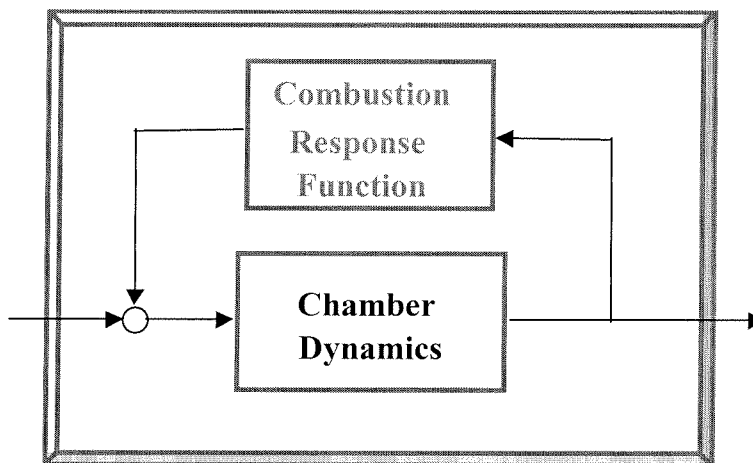 Combustion
Response
Function
Chamber
Dynamics